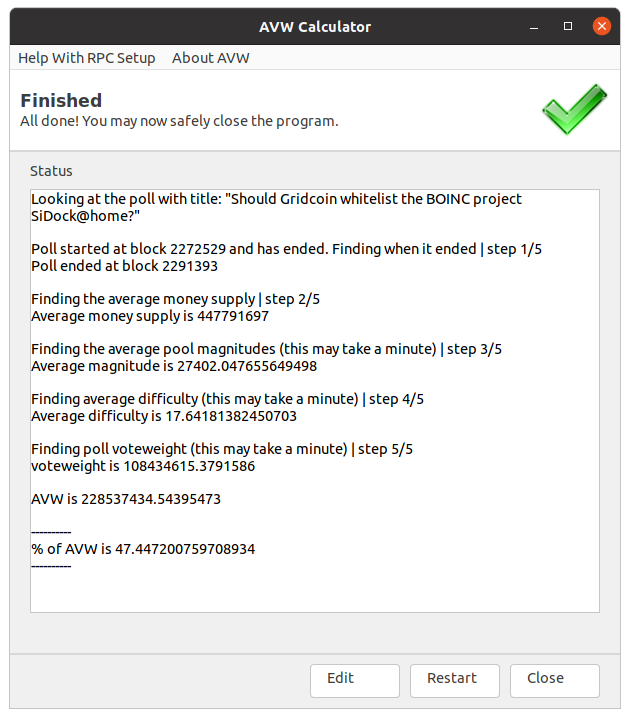 AVW Calculator
Help With RPC Setup About AVW
Finished
All done! You may now safely close the program.
Status
Looking at the poll with title: "Should Gridcoin whitelist the BOINC project
SiDock@home?"
Poll started at block 2272529 and has ended. Finding when it ended | step 1/5
Poll ended at block 2291393
Finding the average money supply | step 2/5
Average money supply is 447791697
Finding the average pool magnitudes (this may take a minute) | step 3/5
Average magnitude is 27402.047655649498
Finding average difficulty (this may take a minute) | step 4/5
Average difficulty is 17.64181382450703
Finding poll voteweight (this may take a minute) | step 5/5
voteweight is 108434615.3791586
AVW is 228537434.54395473
----------
% of AVW is 47.447200759708934
----------
Edit Restart Close